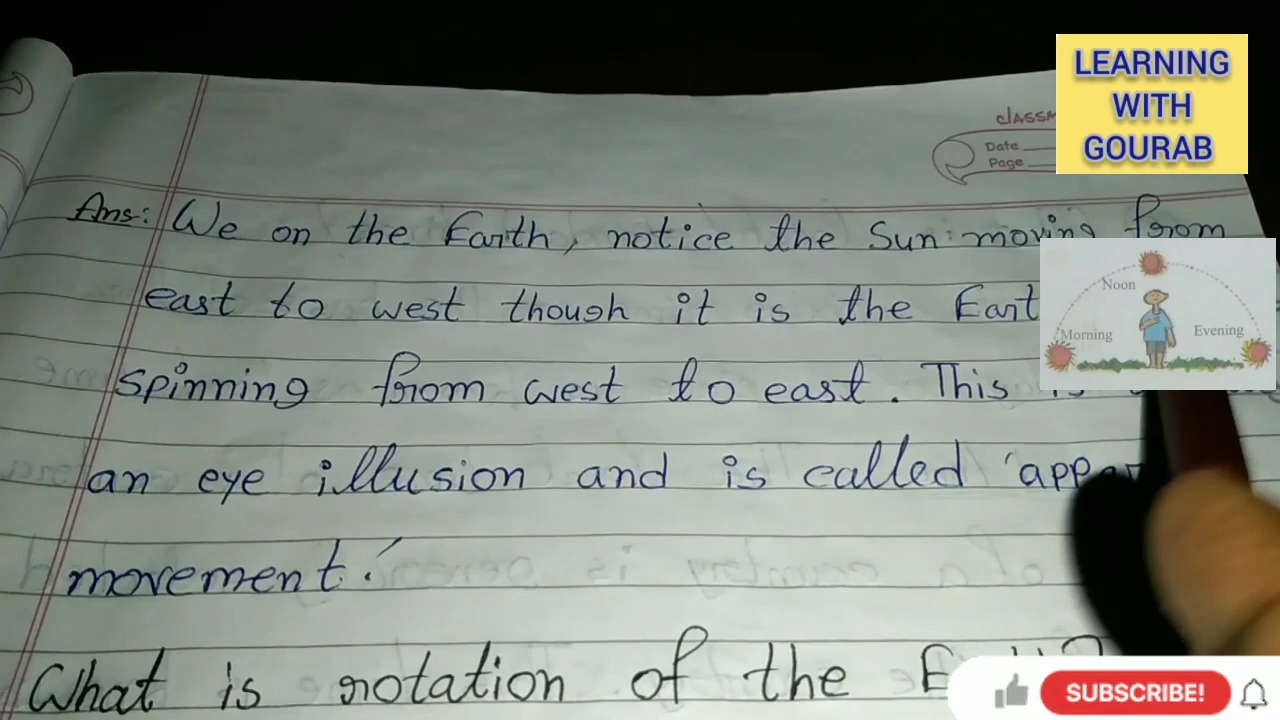 LEARNING
WITH
GOURAB
Date
Page
Ans: We on the Earth, notice the Sun moving from
east to west though it is the
spinning from west to east. This is
an eye illusion and is called
movement.'
What is rotation of the
Noon
Morning
Evening
SUBSCRIBE!